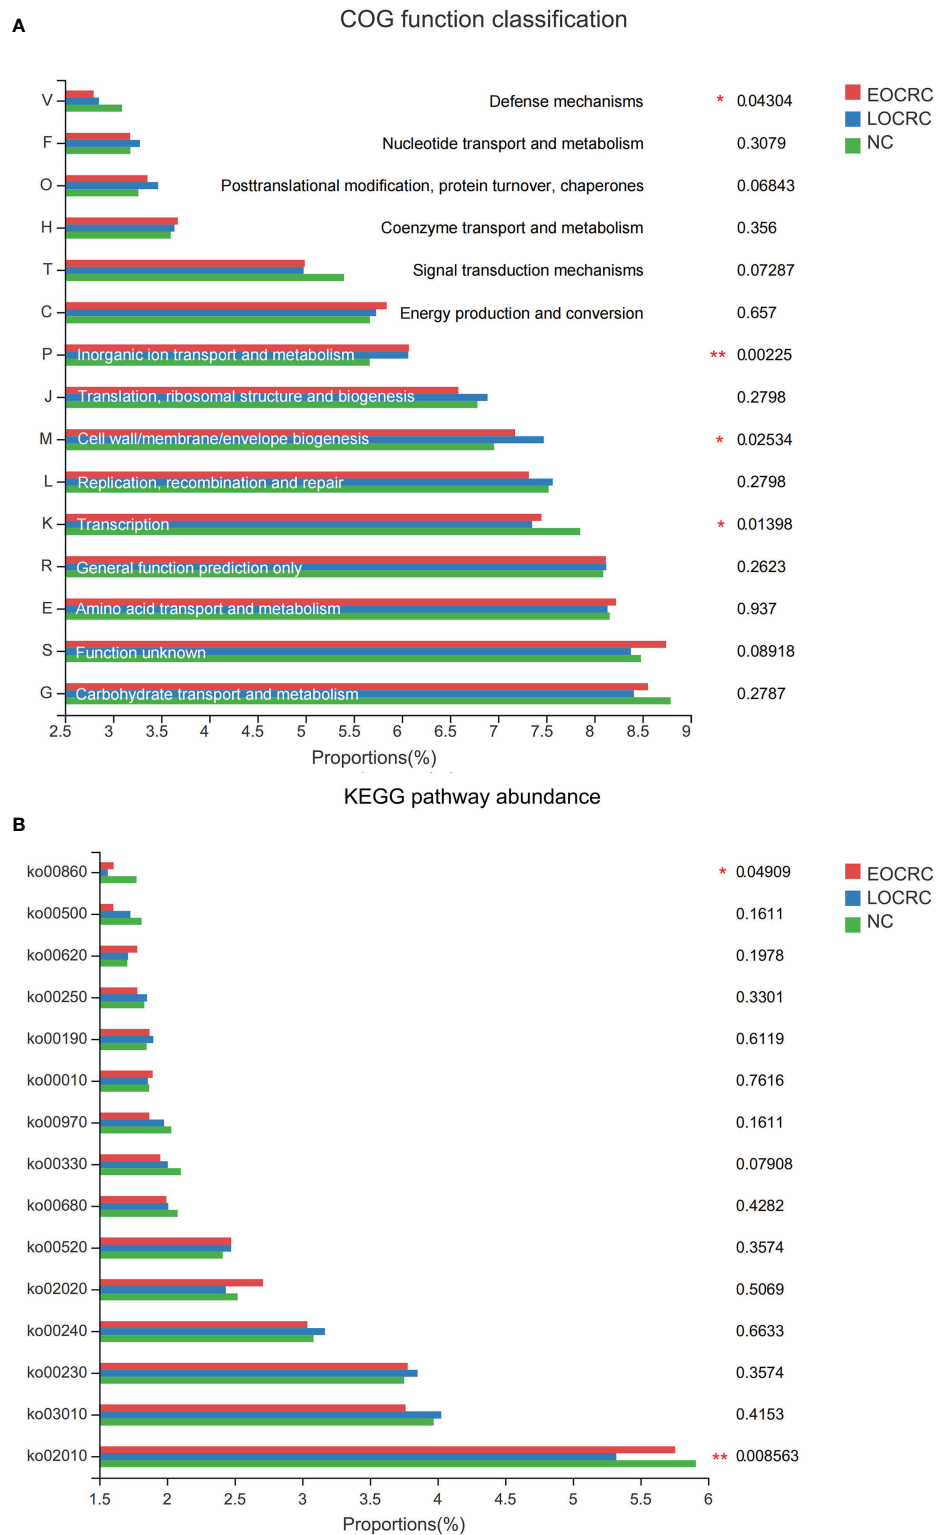 A
COG function classification
V Defense mechanisms * 0.04304
F Nucleotide transport and metabolism 0.3079
O Posttranslational modification, protein turnover, chaperones 0.06843
H Coenzyme transport and metabolism 0.356
T Signal transduction mechanisms 0.07287
C Energy production and conversion 0.657
P Inorganic ion transport and metabolism ** 0.00225
J Translation, ribosomal structure and biogenesis 0.2798
M Cell wall/membrane/envelope biogenesis * 0.02534
L Replication, recombination and repair 0.2798
K Transcription * 0.01398
R General function prediction only 0.2623
E Amino acid transport and metabolism 0.937
S Function unknown 0.08918
G Carbohydrate transport and metabolism 0.2787
EOCRC
LOCRC
NC
2.5 3 3.5 4 4.5 5 5.5 6 6.5 7 7.5 8 8.5 9
Proportions(%)
KEGG pathway abundance
B
ko00860 * 0.04909
ko00500 0.1611
ko00620 0.1978
ko00250 0.3301
ko00190 0.6119
ko00010 0.7616
ko00970 0.1611
ko00330 0.07908
ko00680 0.4282
ko00520 0.3574
ko02020 0.5069
ko00240 0.6633
ko00230 0.3574
ko03010 0.4153
ko02010 ** 0.008563
EOCRC
LOCRC
NC
1.5 2 2.5 3 3.5 4 4.5 5 5.5 6
Proportions(%)